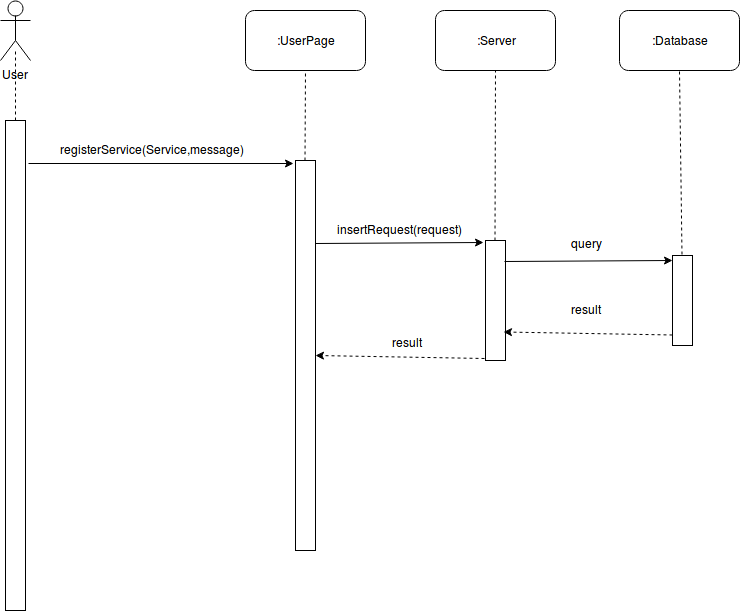 :UserPage
:Server
:Database
User
registerService(Service,message)
insertRequest(request)
query
result
result